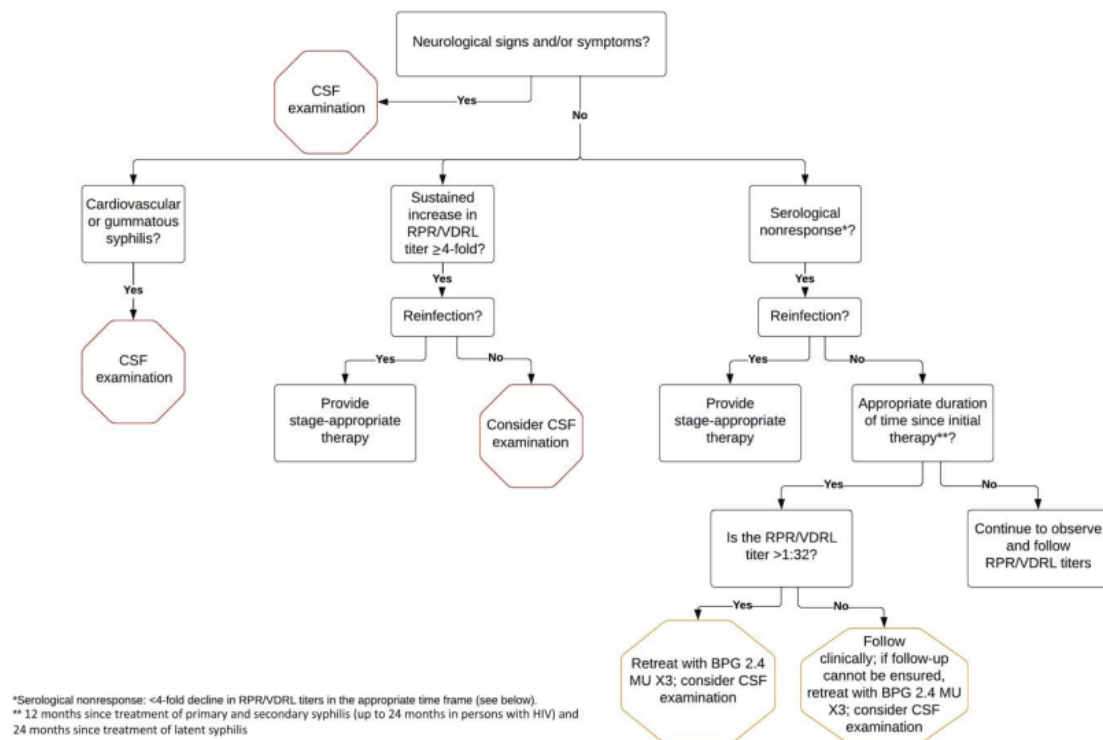 Neurological signs and/or symptoms?
CSF
examination
Yes
No
Cardiovascular
or gummatous
syphilis?
Sustained
increase in
RPR/VDRL
titer ≥4-fold?
Serological
nonresponse*?
Yes
Yes
Yes
CSF
examination
Reinfection?
Reinfection?
Yes
No
Yes
No
Provide
stage-appropriate
therapy
Consider CSF
examination
Provide
stage-appropriate
therapy
Appropriate duration
of time since initial
therapy**?
Yes
No
Is the RPR/VDRL
titer >1:32?
Continue to observe
and follow
RPR/VDRL titers
Yes
No
Retreat with BPG 2.4
MU X3; consider CSF
examination
Follow
clinically; if follow-up
cannot be ensured,
retreat with BPG 2.4 MU
X3; consider CSF
examination
*Serological nonresponse: <4-fold decline in RPR/VDRL titers in the appropriate time frame (see below).
** 12 months since treatment of primary and secondary syphilis (up to 24 months in persons with HIV) and
24 months since treatment of latent syphilis